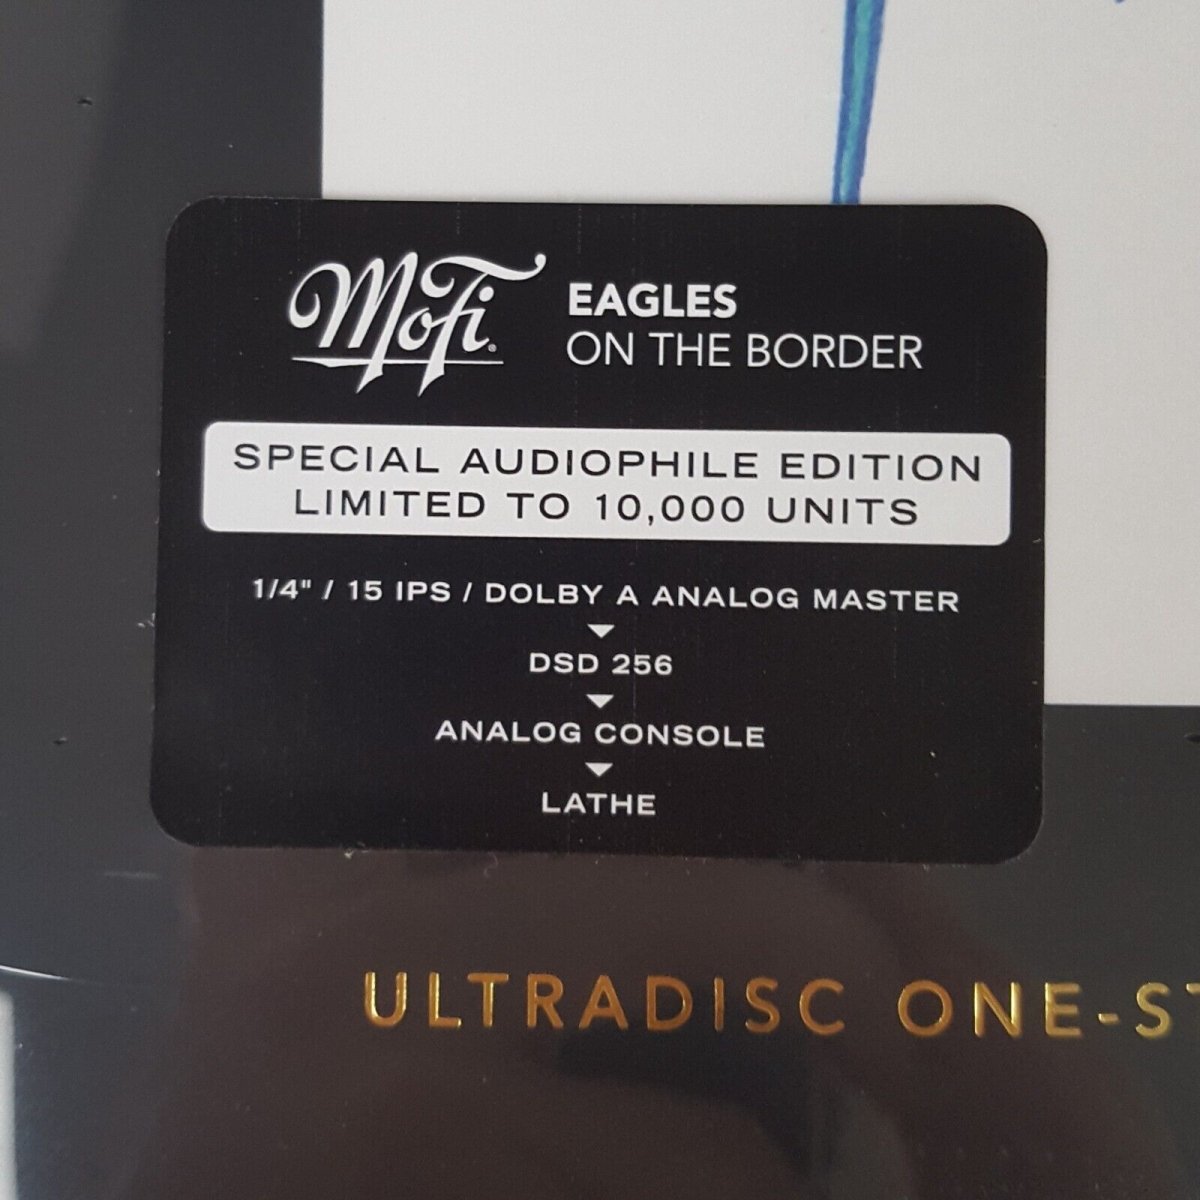 MoFi®
EAGLES
ON THE BORDER
SPECIAL AUDIOPHILE EDITION
LIMITED TO 10,000 UNITS
1/4" / 15 IPS / DOLBY A ANALOG MASTER
DSD 256
ANALOG CONSOLE
LATHE
ULTRADISC ONE-ST